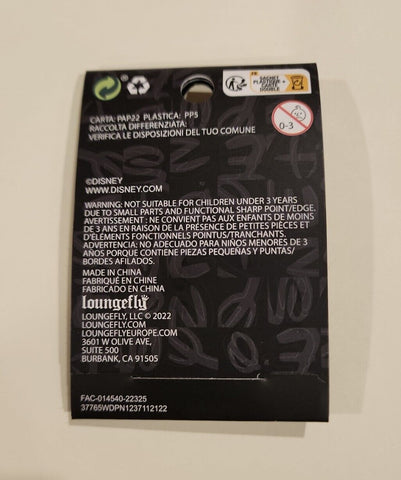 FR
SACHET
PLASTIQUE +
CARTE
DOUBLE
0-3
CARTA: PAP22 PLASTICA: PP5
RACCOLTA DIFFERENZIATA:
VERIFICA LE DISPOSIZIONI DEL TUO COMUNE
©DISNEY
WWW.DISNEY.COM
WARNING: NOT SUITABLE FOR CHILDREN UNDER 3 YEARS
DUE TO SMALL PARTS AND FUNCTIONAL SHARP POINT/EDGE.
AVERTISSEMENT : NE CONVIENT PAS AUX ENFANTS DE MOINS
DE 3 ANS EN RAISON DE LA PRESENCE DE PETITES PIÈCES ET
D'ÉLÉMENTS FONCTIONNELS POINTUS/TRANCHANTS.
ADVERTENCIA: NO ADECUADO PARA NIÑOS MENORES DE 3
AÑOS PORQUE CONTIENE PIEZAS PEQUEÑAS Y PUNTAS/
BORDES AFILADOS.
MADE IN CHINA
FABRIQUÉ EN CHINE
FABRICADO EN CHINA
loungefly
LOUNGEFLY, LLC © 2022
LOUNGEFLY.COM
LOUNGEFLYEUROPE.COM
3601 W OLIVE AVE,
SUITE 500
BURBANK, CA 91505
FAC-014540-22325
37765WDPN1237112122